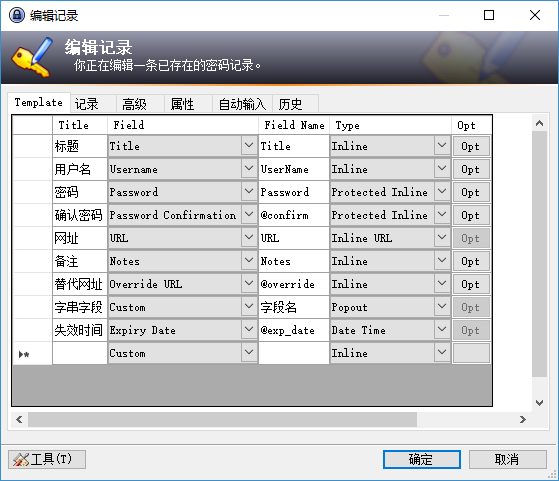 编辑记录
编辑记录
你正在编辑一条已存在的密码记录。
Template 记录 高级 属性 自动输入 历史
Title Field Field Name Type Opt
标题 Title Title Inline Opt
用户名 Username UserName Inline Opt
密码 Password Password Protected Inline Opt
确认密码 Password Confirmation @confirm Protected Inline Opt
网址 URL URL Inline URL Opt
备注 Notes Notes Inline Opt
替代网址 Override URL @override Inline Opt
字串字段 Custom 字段名 Popout Opt
失效时间 Expiry Date @exp_date Date Time Opt
Custom Inline
工具(T) 确定 取消